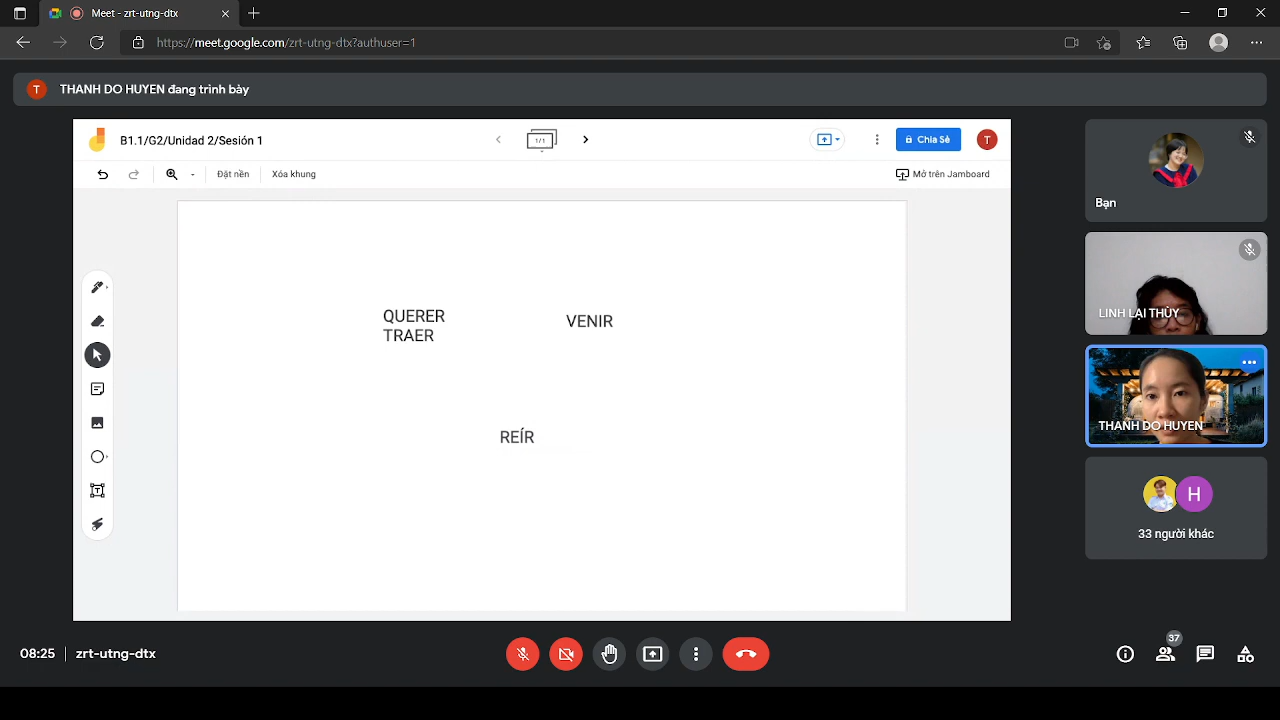 Meet - zrt-utng-dtx
https://meet.google.com/zrt-utng-dtx?authuser=1
T
THANH DO HUYEN đang trình bày
B1.1/G2/Unidad 2/Sesión 1
1/1
Chia Sẻ
T
Đặt nền
Xóa khung
Mở trên Jamboard
QUERER
TRAER
VENIR
REÍR
Bạn
LINH LẠI THÙY
THANH DO HUYEN
H
33 người khác
08:25
zrt-utng-dtx
37